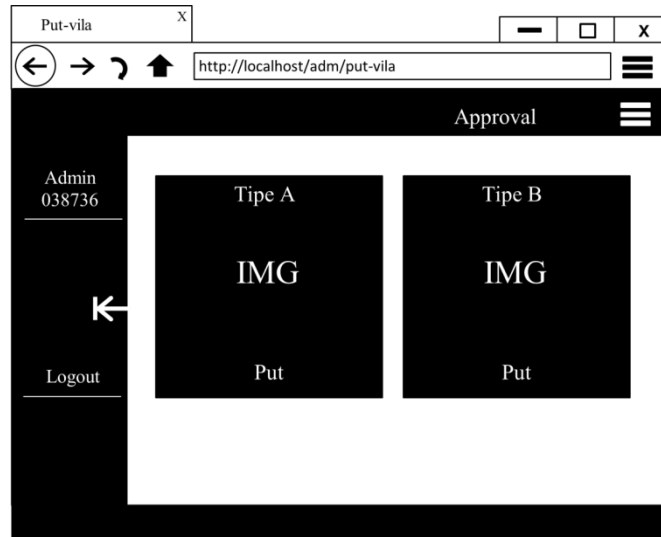 Put-vila X
X
http://localhost/adm/put-vila
Approval
Admin
038736
Logout
Tipe A
IMG
Put
Tipe B
IMG
Put